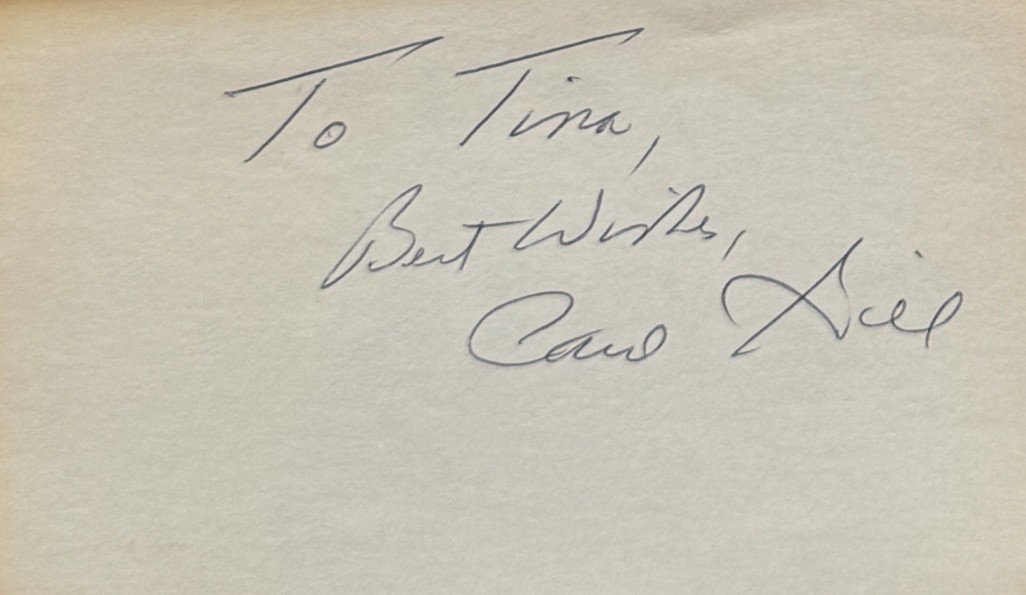 To Tina,
Best Wishes,